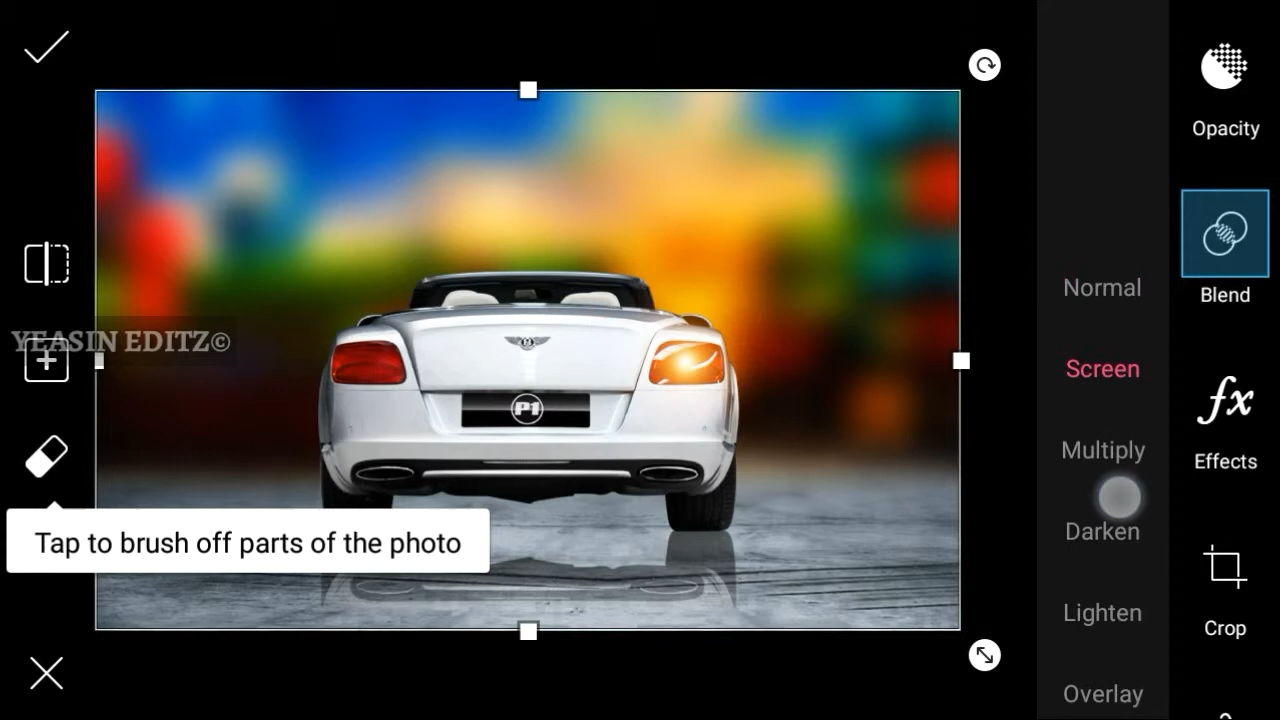 Opacity
Blend
Normal
YEASIN EDITZ©
Screen
P1
Multiply
Effects
Darken
Tap to brush off parts of the photo
Lighten
Crop
Overlay